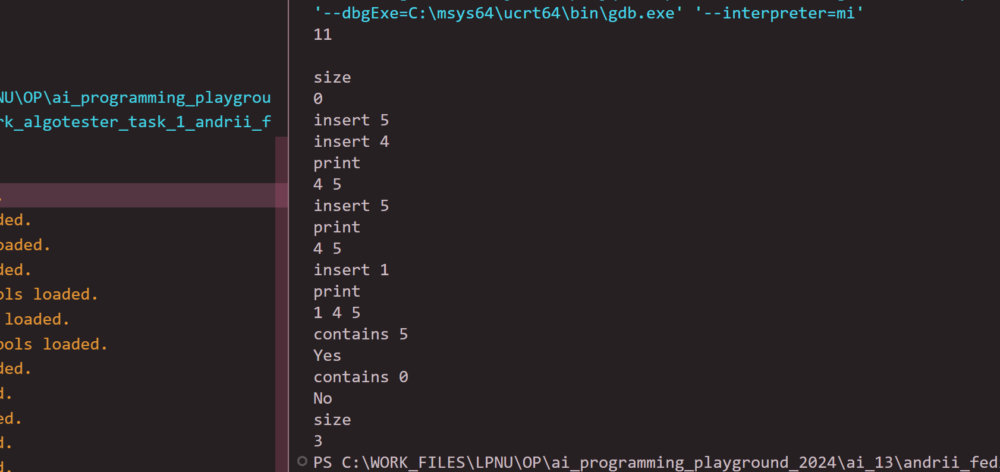 NU\OP\ai_programming_playgrou
rk_algotester_task_1_andrii_f
ded.
oaded.
ded.
ols loaded.
loaded.
bols loaded.
ded.
d.
ed.
d.
d.
'--dbgExe=C:\msys64\ucrt64\bin\gdb.exe' '--interpreter=mi'
11
size
0
insert 5
insert 4
print
4 5
insert 5
print
4 5
insert 1
print
1 4 5
contains 5
Yes
contains 0
No
size
3
PS C:\WORK_FILES\LPNU\OP\ai_programming_playground_2024\ai_13\andrii_fed